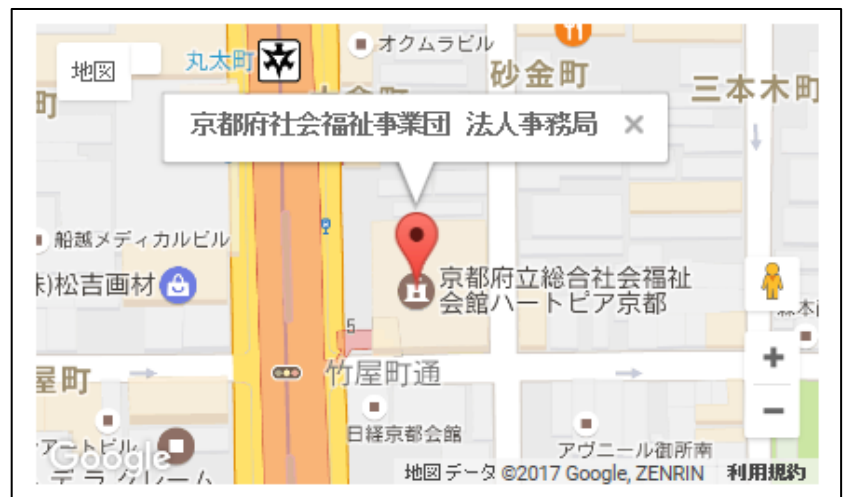 オクムラビル
丸太町
地図
砂金町
三本木町
町
京都府社会福祉事業団 法人事務局
船越メディカルビル
株)松吉画材
京都府立総合社会福祉
会館ハートピア京都
5
竹屋町通
屋町
日経京都会館
アヴニール御所南
アートビル
Google
地図データ ©2017 Google, ZENRIN
利用規約